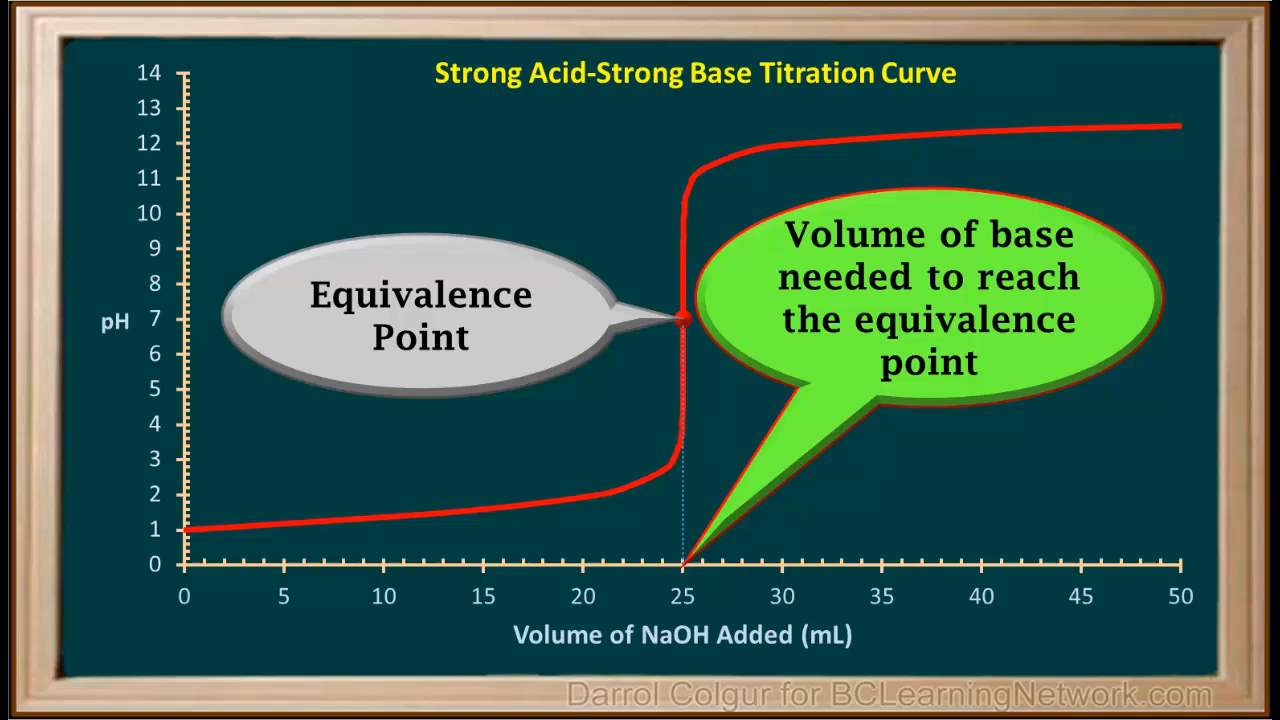 Strong Acid-Strong Base Titration Curve
14
13
12
11
10
9
8
7
6
5
4
3
2
1
0
pH
Equivalence
Point
Volume of base
needed to reach
the equivalence
point
0 5 10 15 20 25 30 35 40 45 50
Volume of NaOH Added (mL)
Darrol Colgur for BCLearningNetwork.com